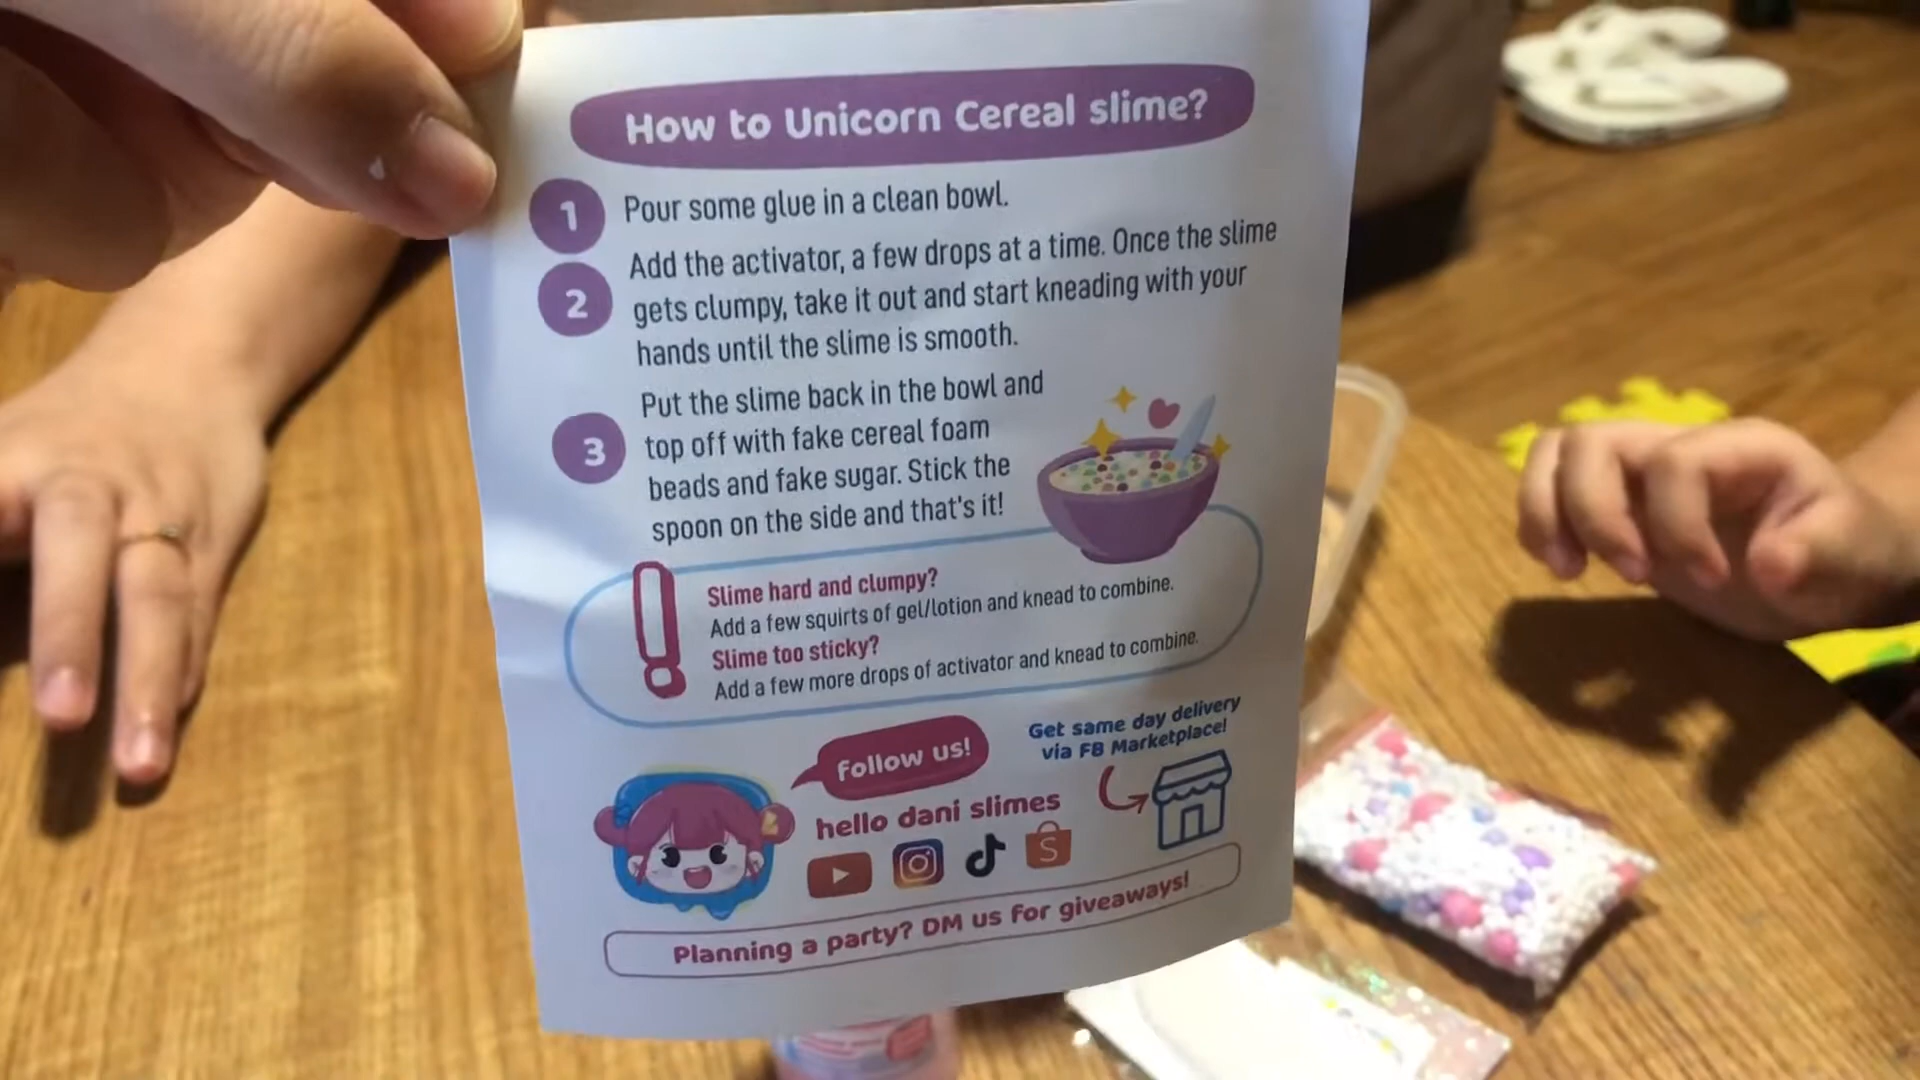 How to Unicorn Cereal slime?
1 Pour some glue in a clean bowl.
2 Add the activator, a few drops at a time. Once the slime
gets clumpy, take it out and start kneading with your
hands until the slime is smooth.
3 Put the slime back in the bowl and
top off with fake cereal foam
beads and fake sugar. Stick the
spoon on the side and that's it!
Slime hard and clumpy?
Add a few squirts of gel/lotion and knead to combine.
Slime too sticky?
Add a few more drops of activator and knead to combine.
Follow us!
hello dani slimes
Get same day delivery
via FB Marketplace!
S
Planning a party? DM us for giveaways!